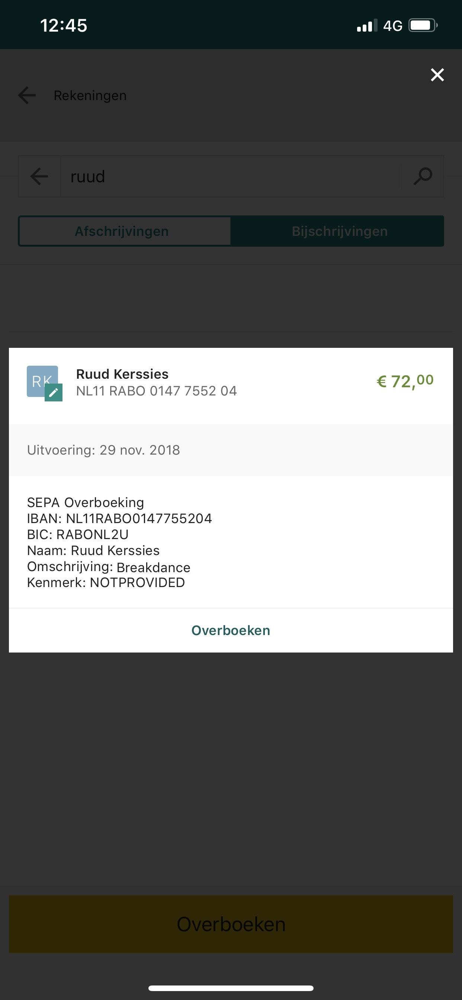 12:45
4G
Rekeningen
ruud
Afschrijvingen
Bijschrijvingen
RK
Ruud Kerssies
NL11 RABO 0147 7552 04
€ 72,00
Uitvoering: 29 nov. 2018
SEPA Overboeking
IBAN: NL11RABO0147755204
BIC: RABONL2U
Naam: Ruud Kerssies
Omschrijving: Breakdance
Kenmerk: NOTPROVIDED
Overboeken
Overboeken